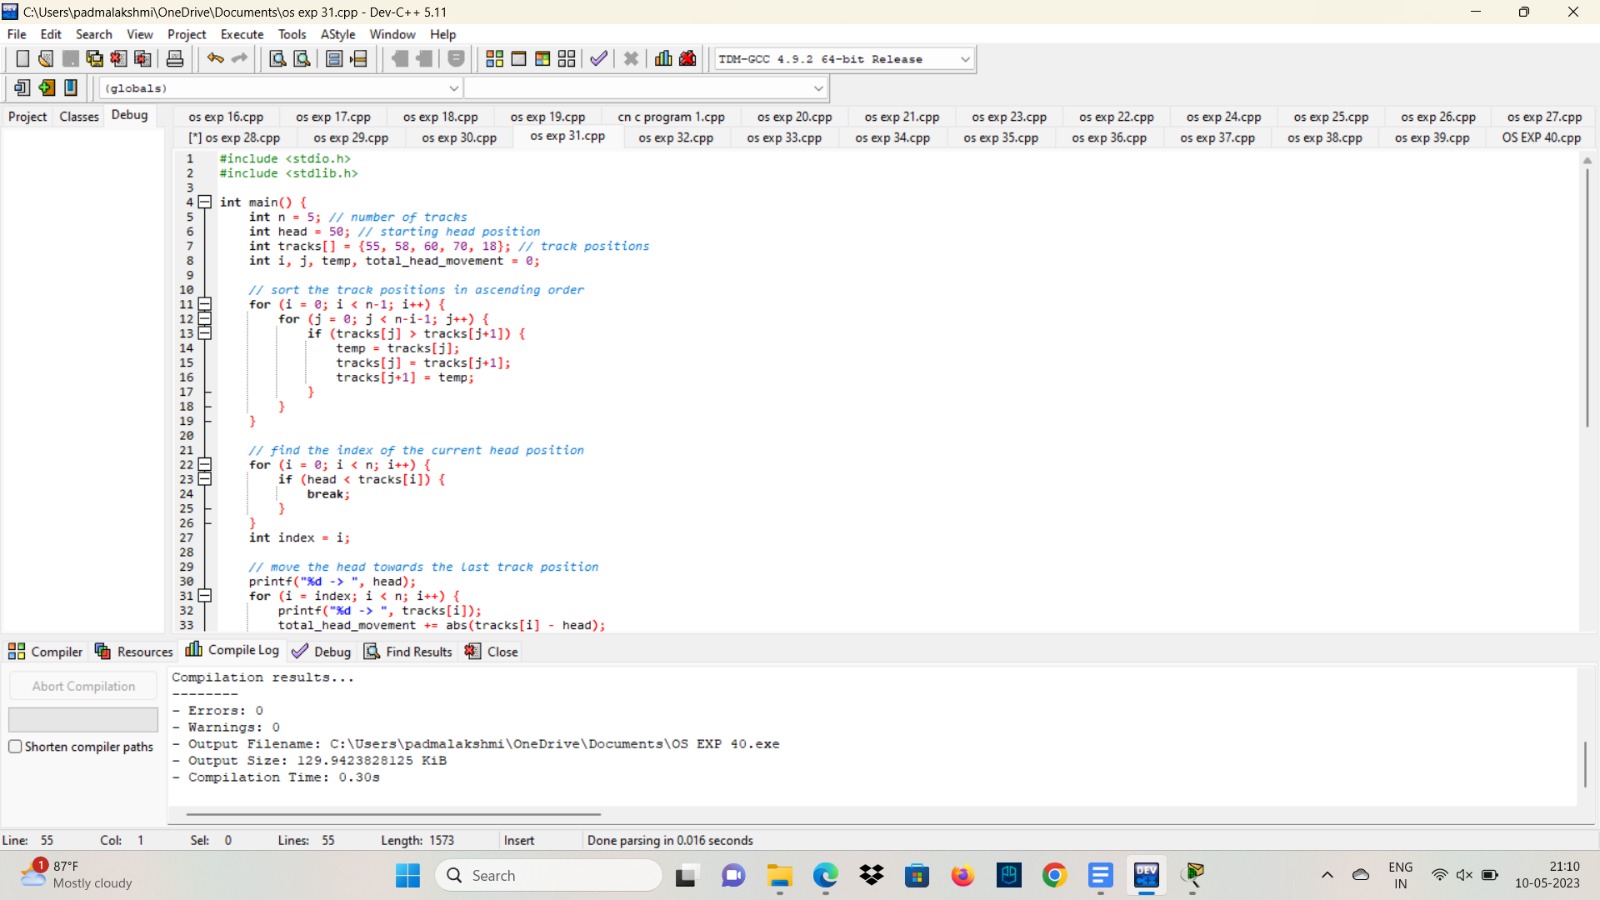 C:\Users\padmalakshmi\OneDrive\Documents\os exp 31.cpp - Dev-C++ 5.11
File Edit Search View Project Execute Tools AStyle Window Help
TDM-GCC 4.9.2 64-bit Release
(globals)
Project Classes Debug
os exp 16.cpp os exp 17.cpp os exp 18.cpp os exp 19.cpp cn c program 1.cpp os exp 20.cpp os exp 21.cpp os exp 23.cpp os exp 22.cpp os exp 24.cpp os exp 25.cpp os exp 26.cpp os exp 27.cpp
[*] os exp 28.cpp os exp 29.cpp os exp 30.cpp os exp 31.cpp os exp 32.cpp os exp 33.cpp os exp 34.cpp os exp 35.cpp os exp 36.cpp os exp 37.cpp os exp 38.cpp os exp 39.cpp OS EXP 40.cpp
1 #include <stdio.h>
2 #include <stdlib.h>
3
4 int main() {
5 int n = 5; // number of tracks
6 int head = 50; // starting head position
7 int tracks[] = {55, 58, 60, 70, 18}; // track positions
8 int i, j, temp, total_head_movement = 0;
9
10 // sort the track positions in ascending order
11 for (i = 0; i < n-1; i++) {
12 for (j = 0; j < n-i-1; j++) {
13 if (tracks[j] > tracks[j+1]) {
14 temp = tracks[j];
15 tracks[j] = tracks[j+1];
16 tracks[j+1] = temp;
17 }
18 }
19 }
20
21 // find the index of the current head position
22 for (i = 0; i < n; i++) {
23 if (head < tracks[i]) {
24 break;
25 }
26 }
27 int index = i;
28
29 // move the head towards the last track position
30 printf("%d -> ", head);
31 for (i = index; i < n; i++) {
32 printf("%d -> ", tracks[i]);
33 total_head_movement += abs(tracks[i] - head);
Compiler Resources Compile Log Debug Find Results Close
Abort Compilation
Shorten compiler paths
Compilation results...
--------
- Errors: 0
- Warnings: 0
- Output Filename: C:\Users\padmalakshmi\OneDrive\Documents\OS EXP 40.exe
- Output Size: 129.9423828125 KiB
- Compilation Time: 0.30s
Line: 55 Col: 1 Sel: 0 Lines: 55 Length: 1573 Insert Done parsing in 0.016 seconds
1
87°F
Mostly cloudy
Search
DEV
ENG
IN
21:10
10-05-2023